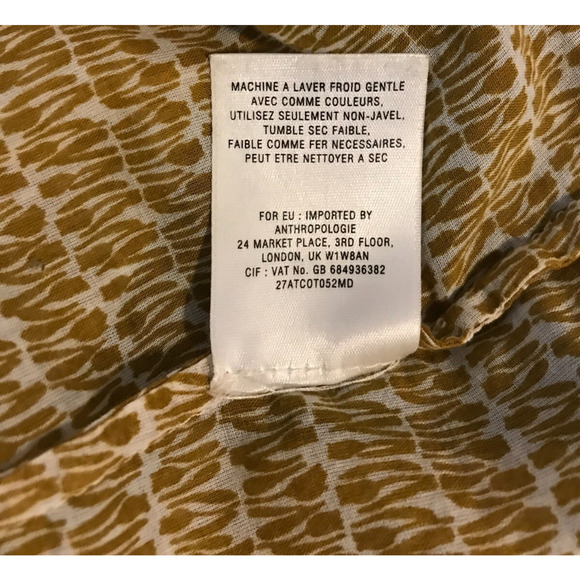 MACHINE A LAVER FROID GENTLE
AVEC COMME COULEURS,
UTILISEZ SEULEMENT NON-JAVEL,
TUMBLE SEC FAIBLE,
FAIBLE COMME FER NECESSAIRES,
PEUT ETRE NETTOYER A SEC
FOR EU : IMPORTED BY
ANTHROPOLOGIE
24 MARKET PLACE, 3RD FLOOR,
LONDON, UK W1W8AN
CIF : VAT No. GB 684936382
27ATCOT052MD